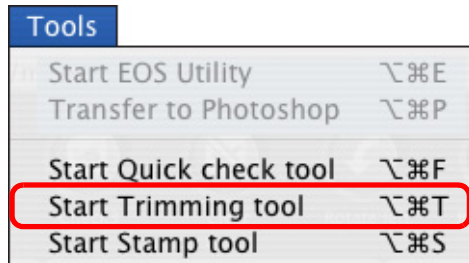 Tools
Start EOS Utility ⌥⌘E
Transfer to Photoshop ⌥⌘P
Start Quick check tool ⌥⌘F
Start Trimming tool ⌥⌘T
Start Stamp tool ⌥⌘S